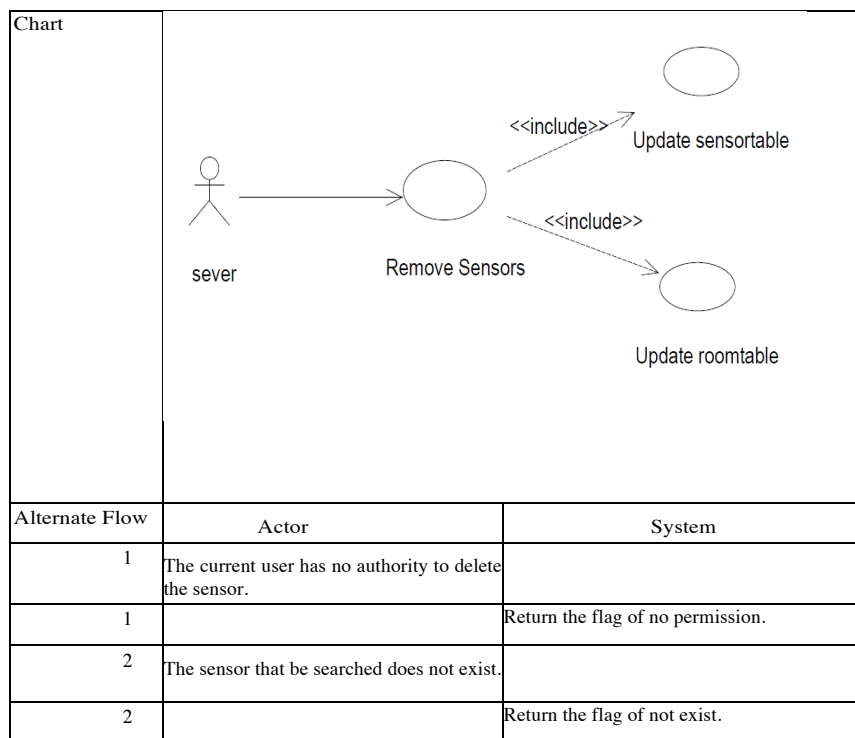 Chart
<<include>>
Update sensortable
<<include>>
sever
Remove Sensors
Update roomtable
Alternate Flow
Actor
System
1
The current user has no authority to delete
the sensor.
1
Return the flag of no permission.
2
The sensor that be searched does not exist.
2
Return the flag of not exist.